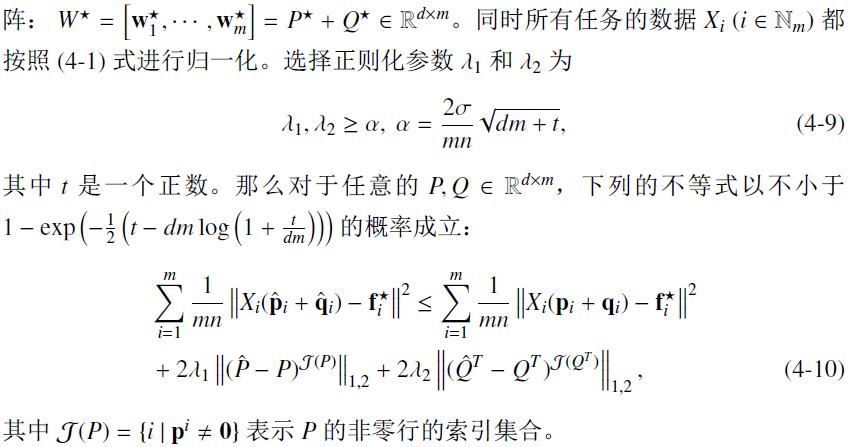 阵： $W^\star = \left[\mathbf{w}_1^\star, \cdots, \mathbf{w}_m^\star\right] = P^\star + Q^\star \in \mathbb{R}^{d \times m}$。同时所有任务的数据 $X_i$ ($i \in \mathbb{N}_m$) 都
按照 (4-1) 式进行归一化。选择正则化参数 $\lambda_1$ 和 $\lambda_2$ 为
$\lambda_1, \lambda_2 \geq \alpha, \ \alpha = \frac{2\sigma}{mn}\sqrt{dm + t},$ (4-9)
其中 $t$ 是一个正数。那么对于任意的 $P, Q \in \mathbb{R}^{d \times m}$，下列的不等式以不小于
$1 - \exp\left(-\frac{1}{2}\left(t - dm \log\left(1 + \frac{t}{dm}\right)\right)\right)$ 的概率成立：
$\sum_{i=1}^{m} \frac{1}{mn} \left\| X_i(\hat{\mathbf{p}}_i + \hat{\mathbf{q}}_i) - \mathbf{f}_i^\star \right\|^2 \leq \sum_{i=1}^{m} \frac{1}{mn} \left\| X_i(\mathbf{p}_i + \mathbf{q}_i) - \mathbf{f}_i^\star \right\|^2$
$+ 2\lambda_1 \left\| (\hat{P} - P)^{\mathcal{J}(P)} \right\|_{1,2} + 2\lambda_2 \left\| (\hat{Q}^T - Q^T)^{\mathcal{J}(Q^T)} \right\|_{1,2},$ (4-10)
其中 $\mathcal{J}(P) = \{i \mid \mathbf{p}^i \neq \mathbf{0}\}$ 表示 $P$ 的非零行的索引集合。